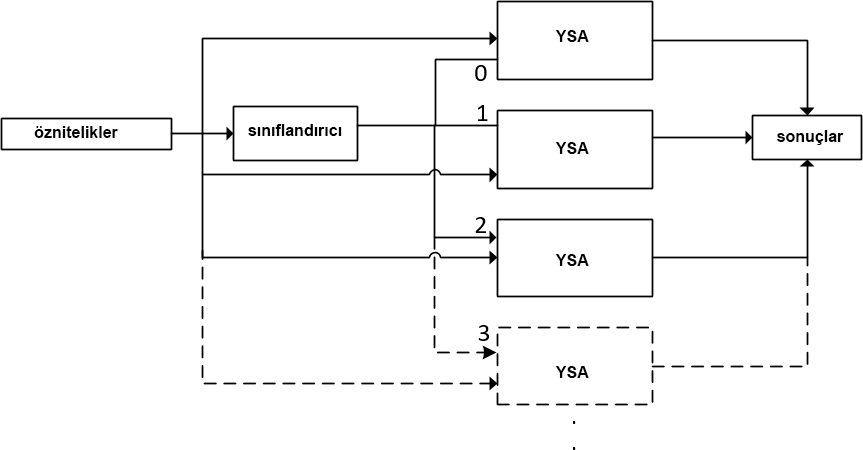 YSA
0
1
öznitelikler
sınıflandırıcı
YSA
sonuçlar
2
YSA
3
YSA